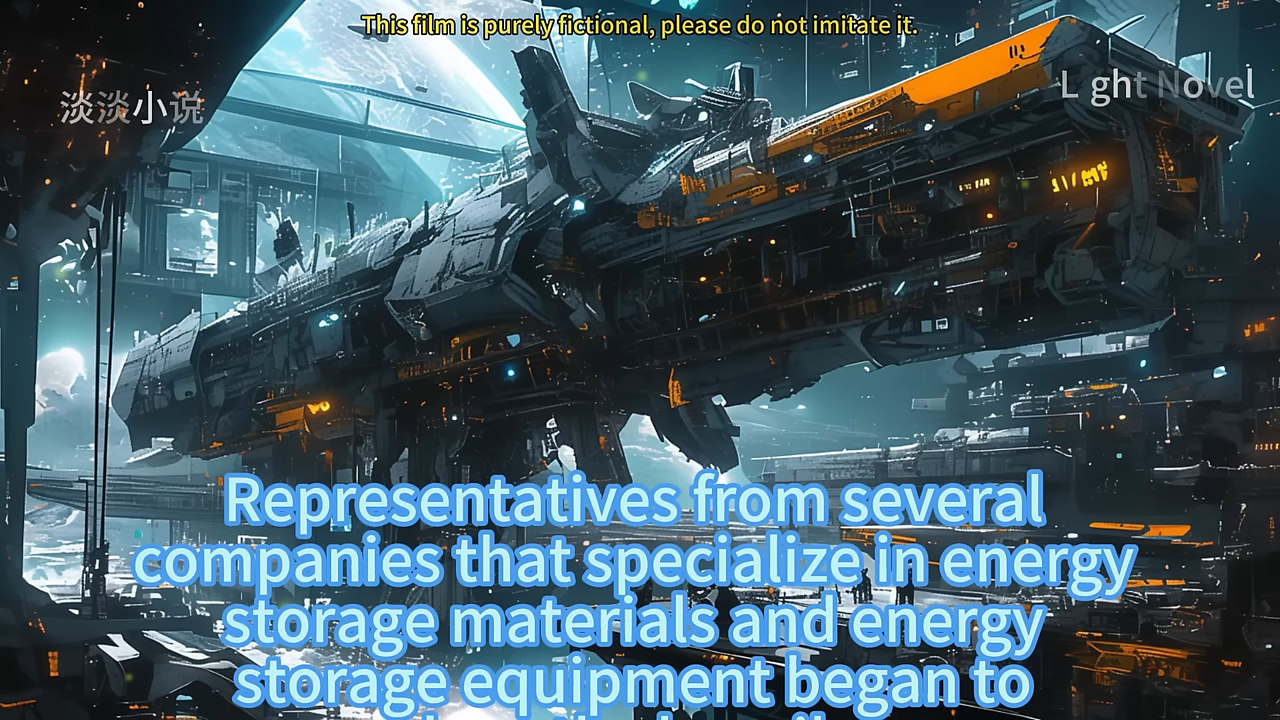 This film is purely fictional, please do not imitate it.
淡淡小说
L ght Novel
Representatives from several
companies that specialize in energy
storage materials and energy
storage equipment began to